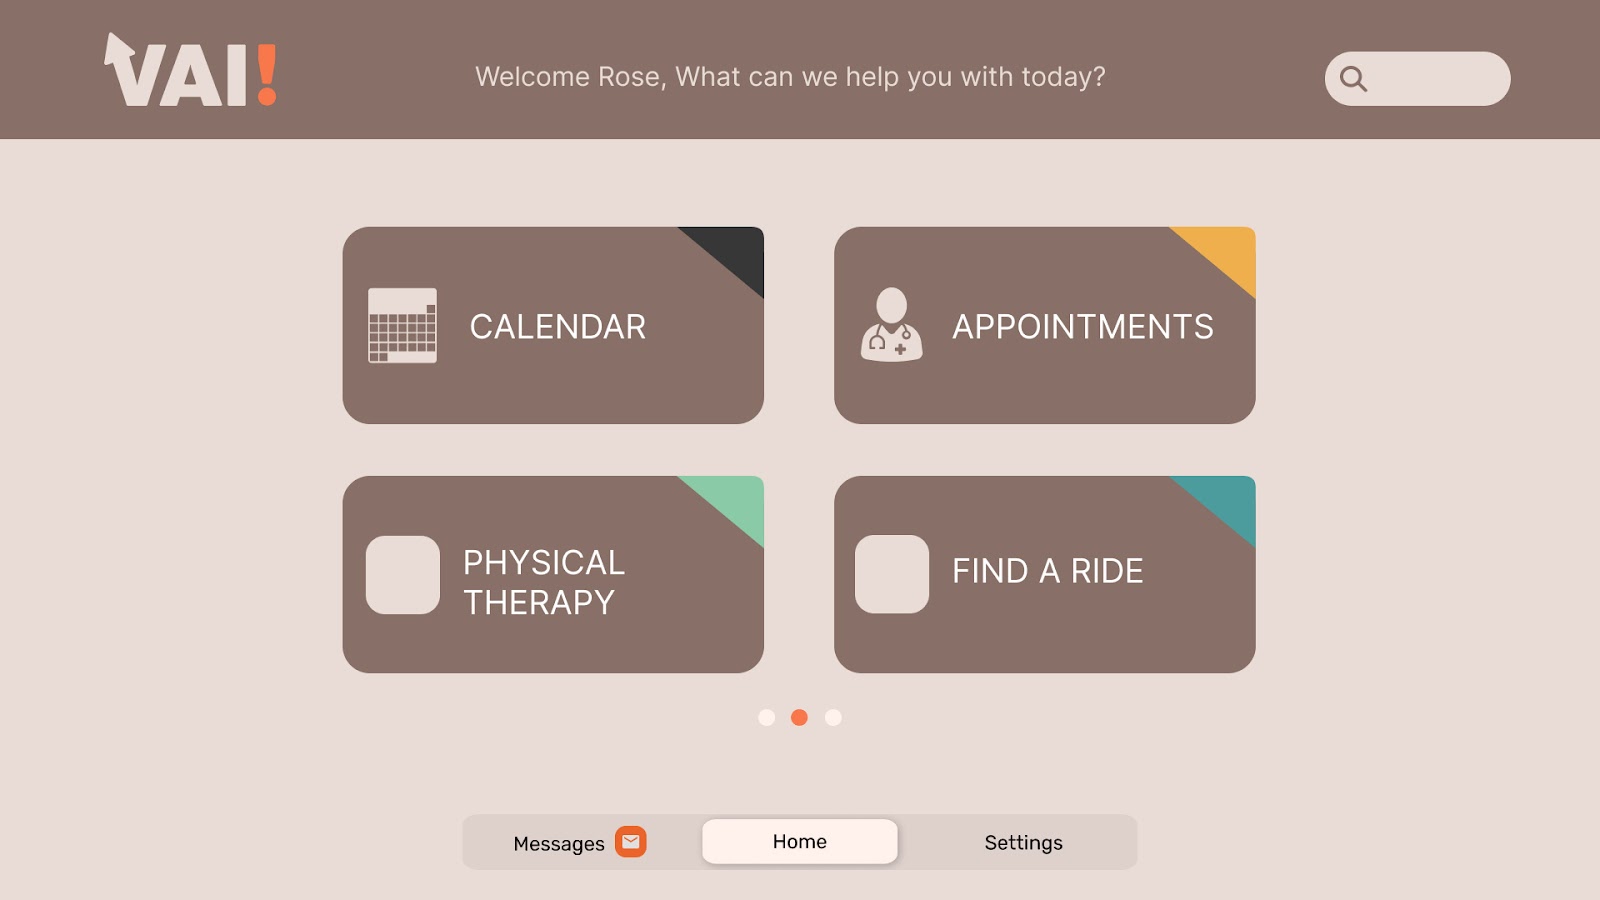 VAI!
Welcome Rose, What can we help you with today?
CALENDAR
APPOINTMENTS
PHYSICAL
THERAPY
FIND A RIDE
Messages
Home
Settings